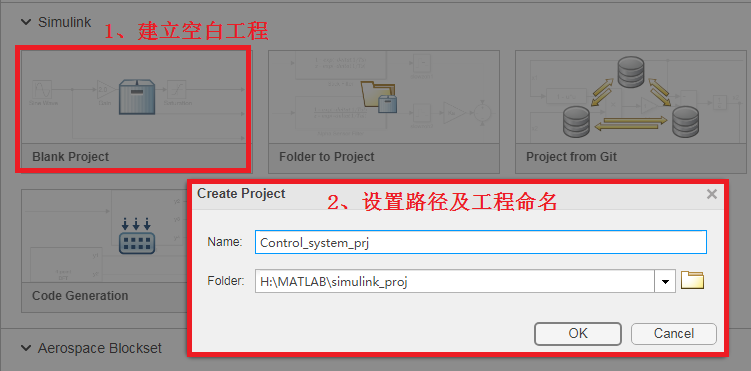 Simulink
1、建立空白工程
Blank Project
Folder to Project
Project from Git
Create Project
2、设置路径及工程命名
Name:
Control_system_prj
Folder:
H:\MATLAB\simulink_proj
Code Generation
OK
Cancel
Aerospace Blockset